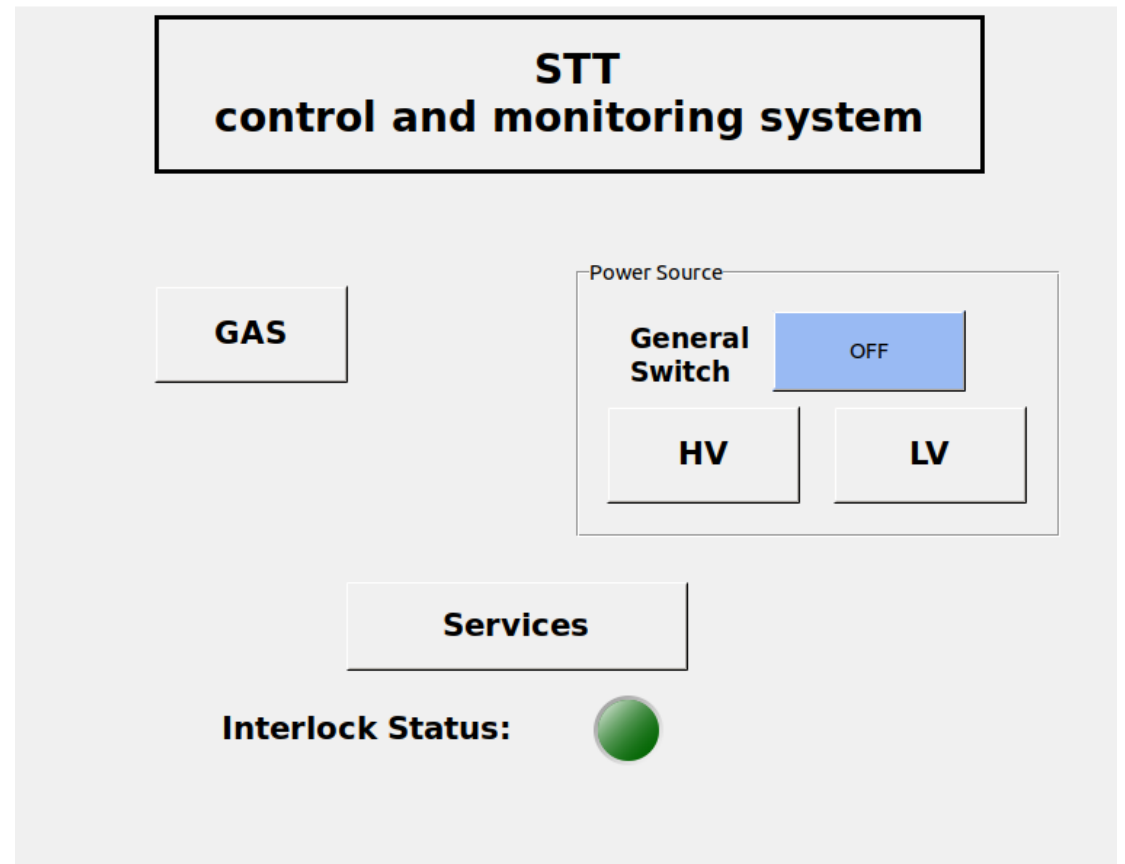 STT
control and monitoring system
GAS
Power Source
General
Switch
OFF
HV
LV
Services
Interlock Status: